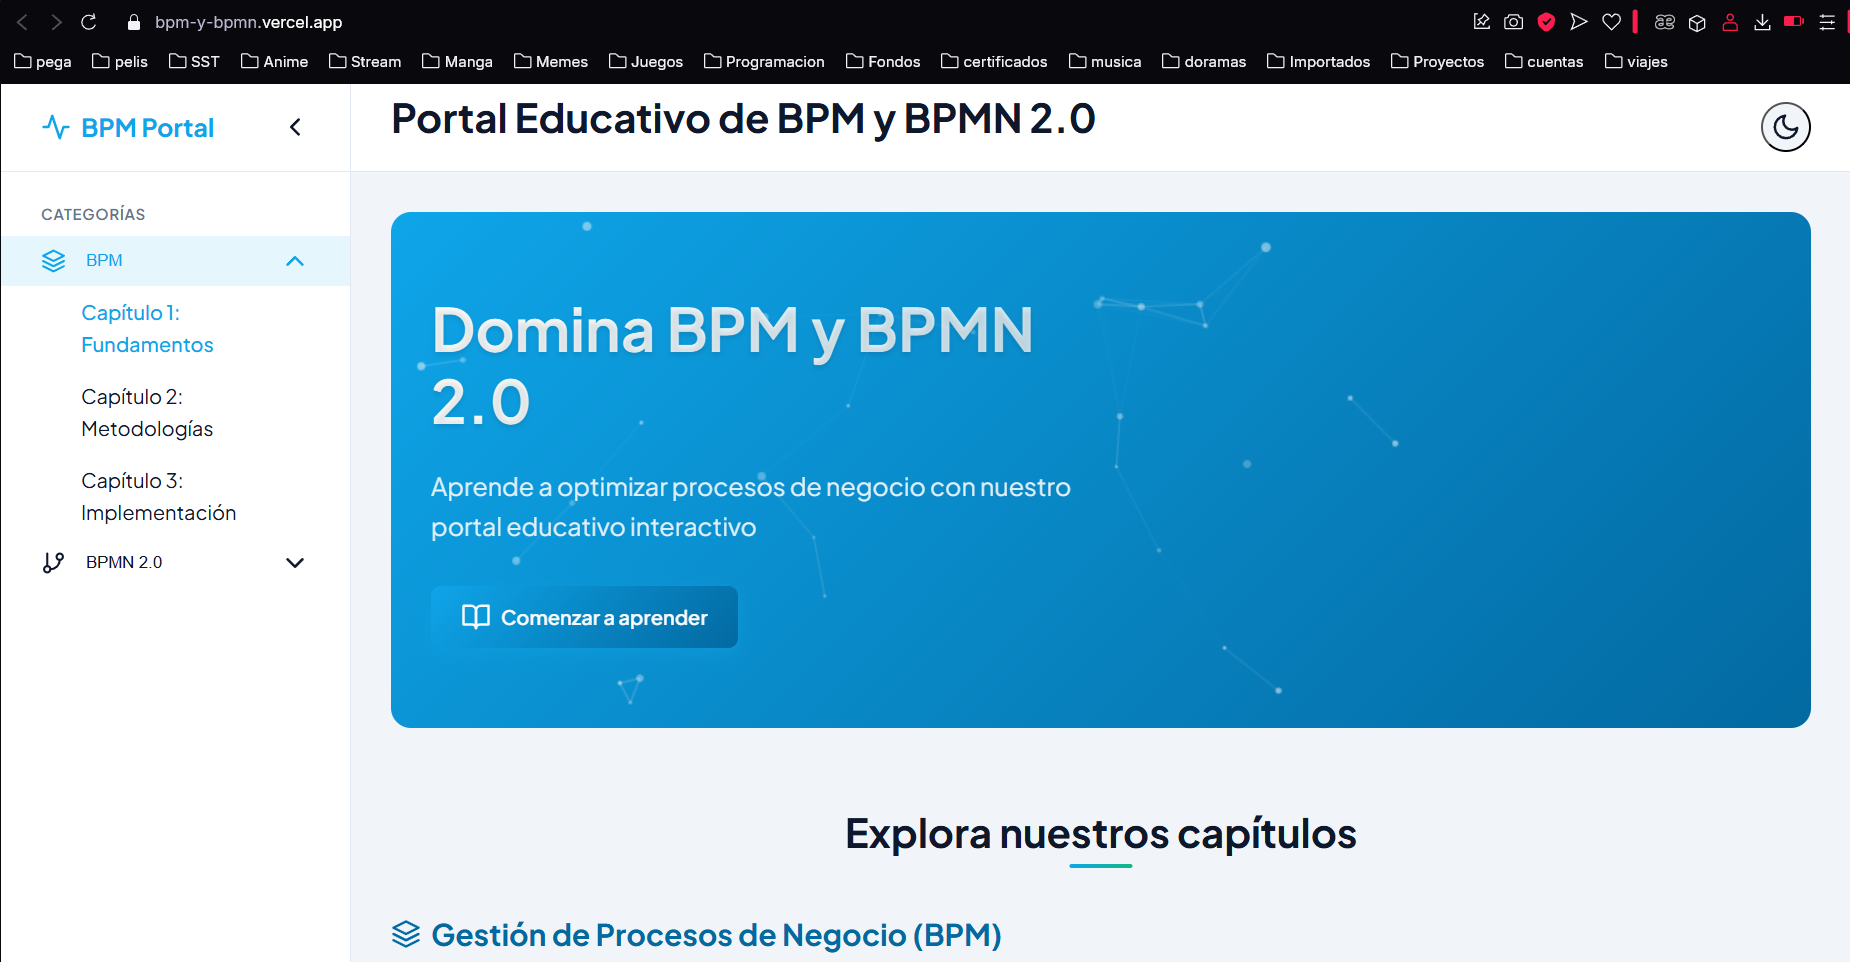 bpm-y-bpmn.vercel.app
pega pelis SST Anime Stream Manga Memes Juegos Programacion Fondos certificados musica doramas Importados Proyectos cuentas viajes
BPM Portal
CATEGORÍAS
BPM
Capítulo 1:
Fundamentos
Capítulo 2:
Metodologías
Capítulo 3:
Implementación
BPMN 2.0
Portal Educativo de BPM y BPMN 2.0
Domina BPM y BPMN
2.0
Aprende a optimizar procesos de negocio con nuestro
portal educativo interactivo
Comenzar a aprender
Explora nuestros capítulos
Gestión de Procesos de Negocio (BPM)